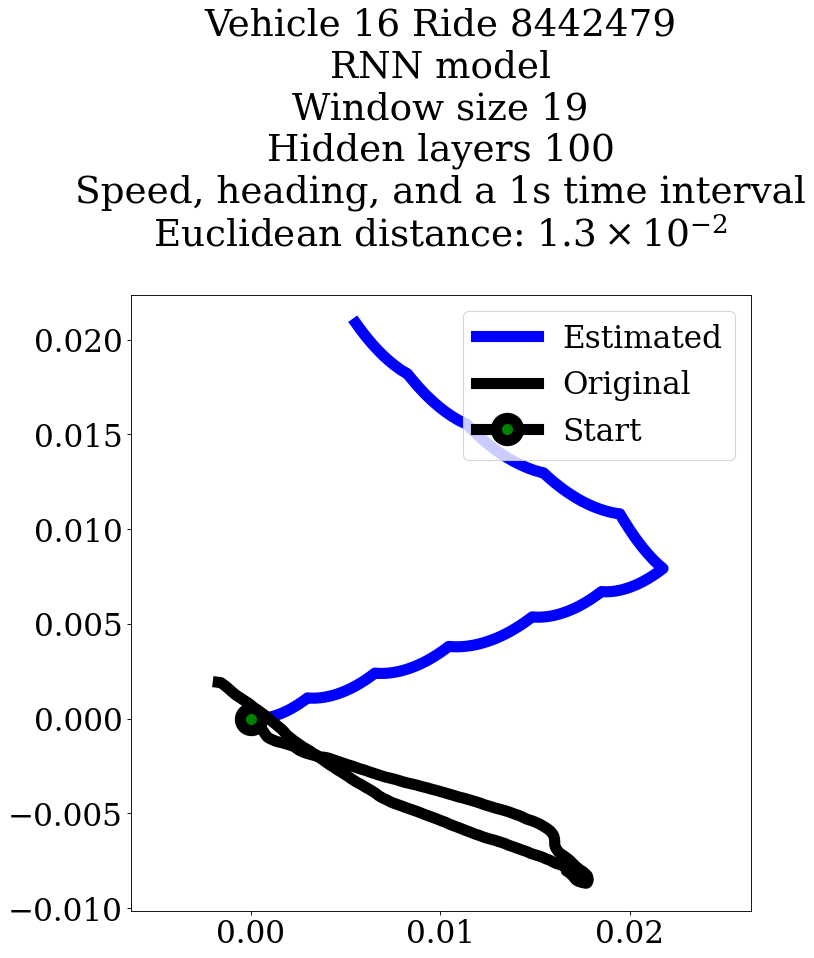 Vehicle 16 Ride 8442479
RNN model
Window size 19
Hidden layers 100
Speed, heading, and a 1s time interval
Euclidean distance: 1.3 × 10⁻²
Estimated
Original
Start
0.020
0.015
0.010
0.005
0.000
−0.005
−0.010
0.00 0.01 0.02